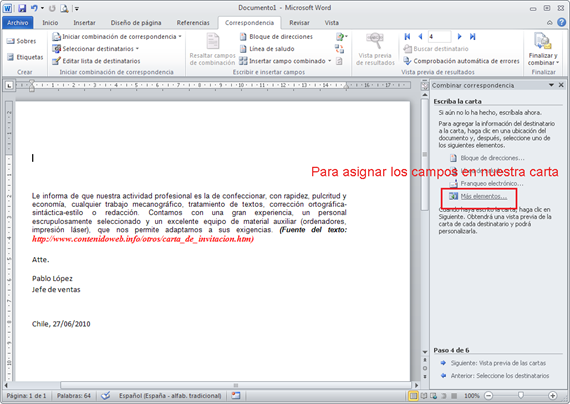 Documento1 - Microsoft Word
Archivo Inicio Insertar Diseño de página Referencias Correspondencia Revisar Vista
Sobres
Etiquetas
Crear
Iniciar combinación de correspondencia
Seleccionar destinatarios
Editar lista de destinatarios
Iniciar combinación de correspondencia
Resaltar campos de combinación
Bloque de direcciones
Línea de saludo
Insertar campo combinado
Escribir e insertar campos
Vista previa de resultados
4
Buscar destinatario
Comprobación automática de errores
Vista previa de resultados
Finalizar y combinar
Finalizar
Le informa de que nuestra actividad profesional es la de confeccionar, con rapidez, pulcritud y
economía, cualquier trabajo mecanográfico, tratamiento de textos, corrección ortográfica-
sintáctica-estilo o redacción. Contamos con una gran experiencia, un personal
escrupulosamente seleccionado y un excelente equipo de material auxiliar (ordenadores,
impresión láser), que nos permite adaptarnos a sus exigencias. (Fuente del texto:
http://www.contenidoweb.info/otros/carta_de_invitacion.htm)
Atte.
Pablo López
Jefe de ventas
Chile, 27/06/2010
Combinar correspondencia
Escriba la carta
Si aún no lo ha hecho, escríbala ahora.
Para agregar la información del destinatario
a la carta, haga clic en una ubicación del
documento y, después, seleccione uno de
los siguientes elementos.
Bloque de direcciones...
Para asignar los campos en nuestra carta
Franqueo electrónico...
Más elementos...
Cuando haya escrito la carta, haga clic en
Siguiente. Obtendrá una vista previa de la
carta de cada destinatario y podrá
personalizarla.
Paso 4 de 6
Siguiente: Vista previa de las cartas
Anterior: Seleccione los destinatarios
Página: 1 de 1 Palabras: 64 Español (España - alfab. tradicional) 100%